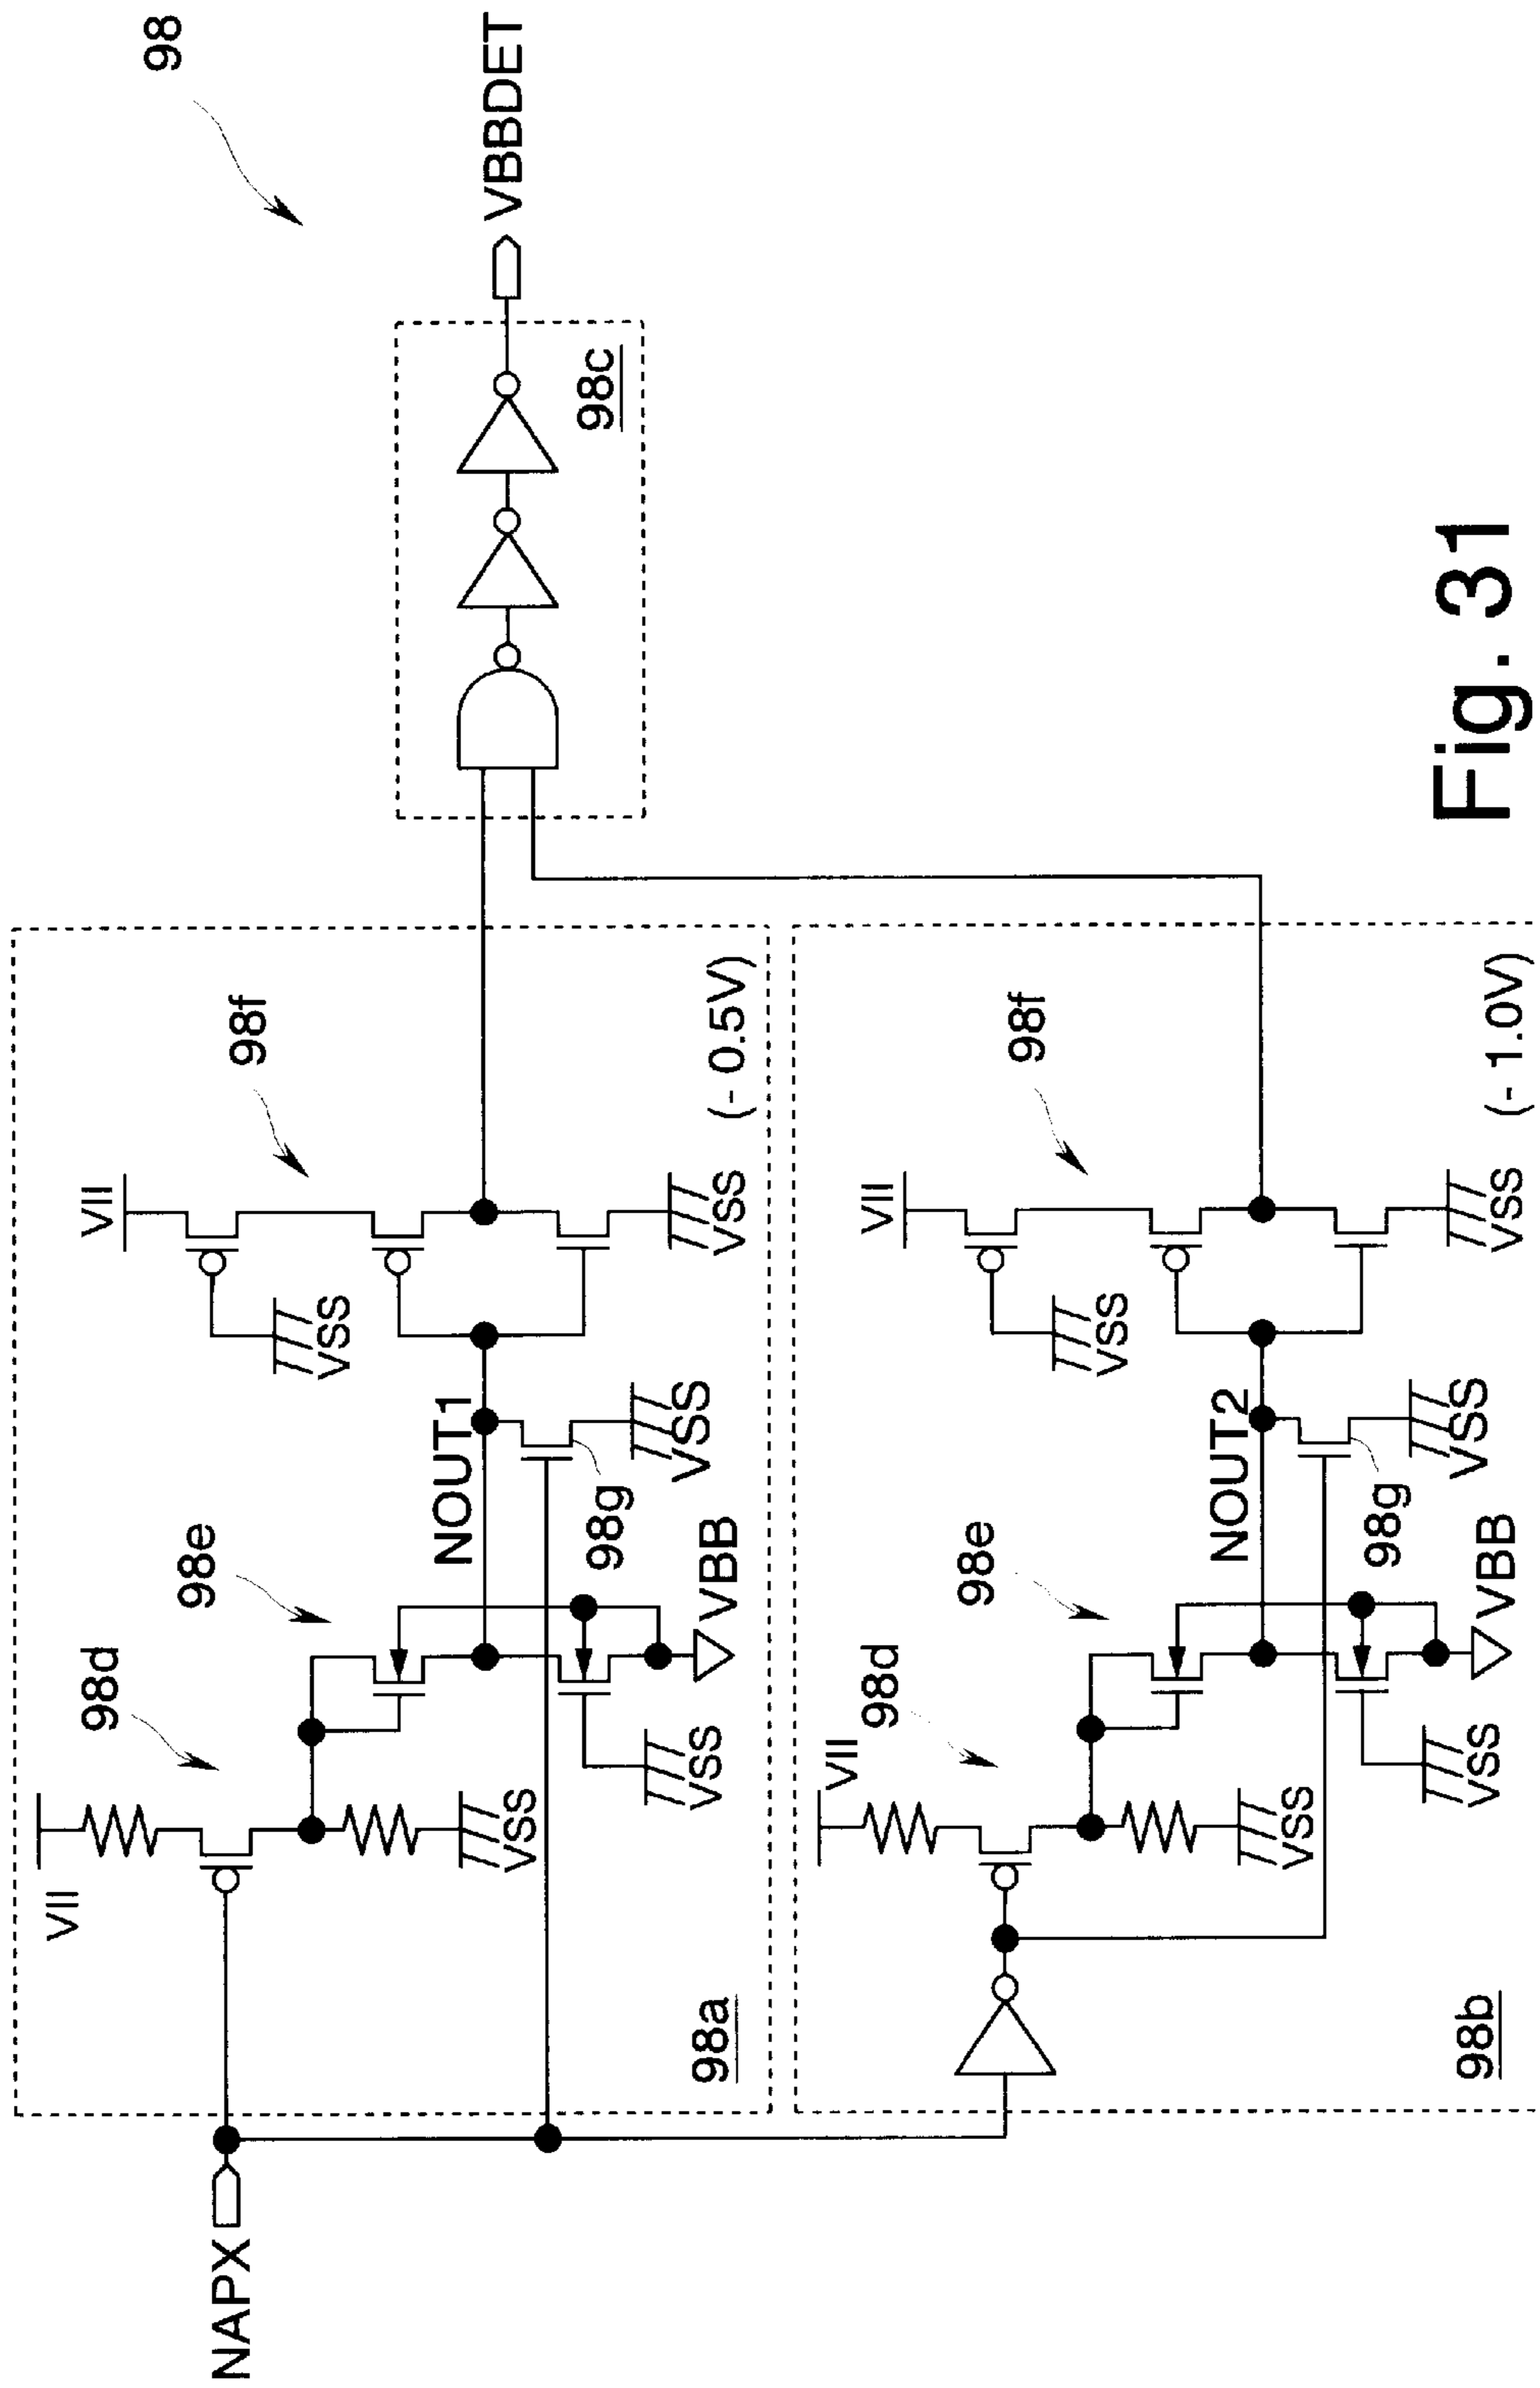 98
NAPX
VBBDET
98a
VII
98d
VSS
98e
VSS
VBB
NOUT1
98g
VSS
VSS
VII
98f
VSS
(- 0.5V)
98c
98b
VII
98d
VSS
98e
VSS
VBB
NOUT2
98g
VSS
VSS
VII
98f
VSS
(- 1.0V)
Fig. 31